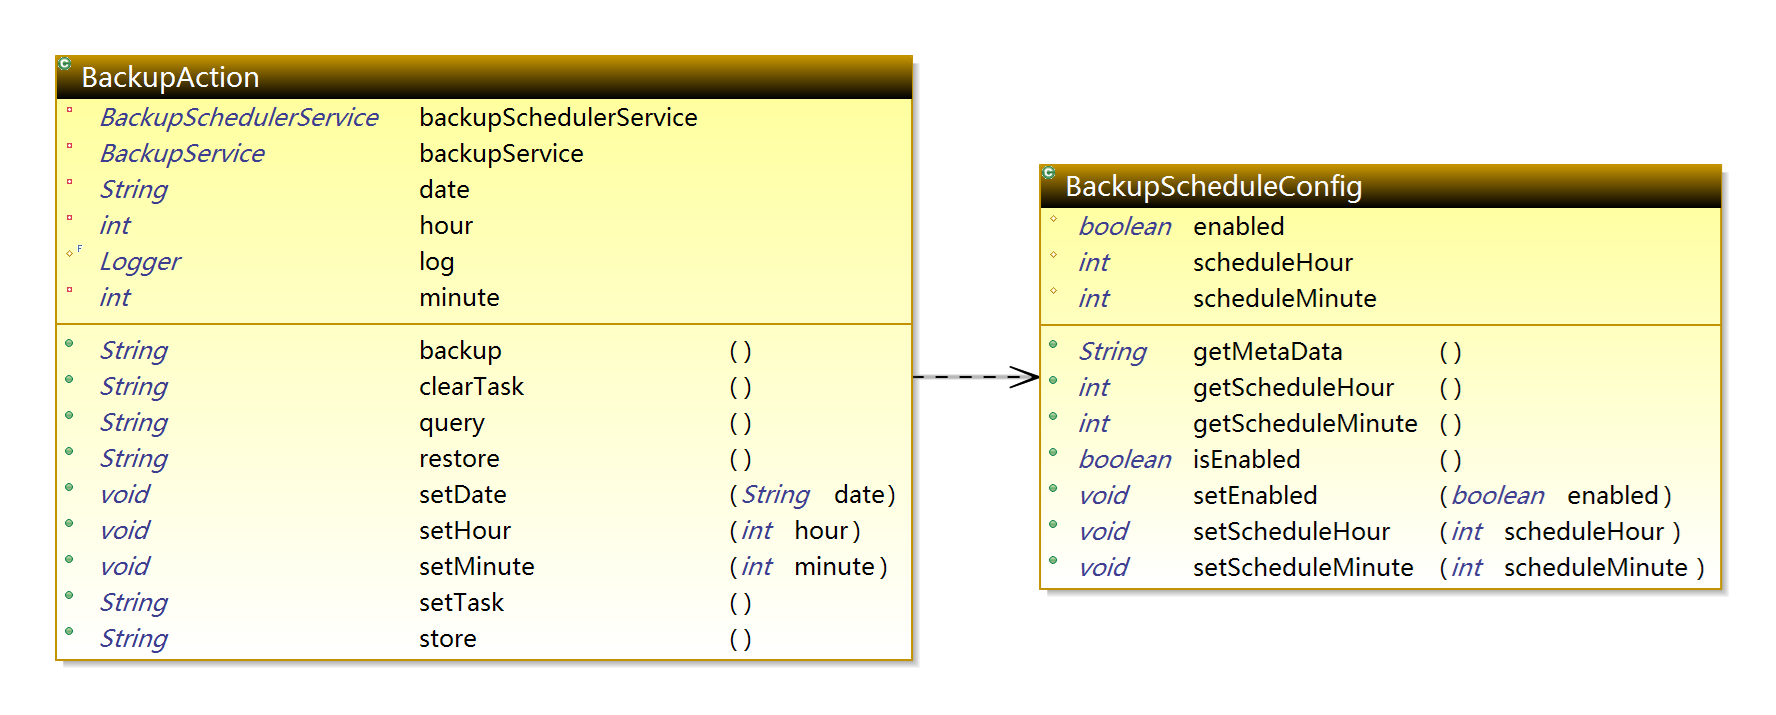 BackupAction
BackupSchedulerService backupSchedulerService
BackupService backupService
String date
int hour
F Logger log
int minute
String backup ()
String clearTask ()
String query ()
String restore ()
void setDate (String date)
void setHour (int hour)
void setMinute (int minute)
String setTask ()
String store ()
BackupScheduleConfig
boolean enabled
int scheduleHour
int scheduleMinute
String getMetaData ()
int getScheduleHour ()
int getScheduleMinute ()
boolean isEnabled ()
void setEnabled (boolean enabled)
void setScheduleHour (int scheduleHour )
void setScheduleMinute (int scheduleMinute )